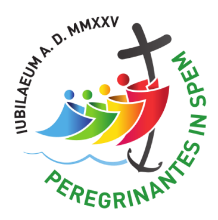 IUBILAEUM A. D. MMXXV
PEREGRINANTES IN SPEM